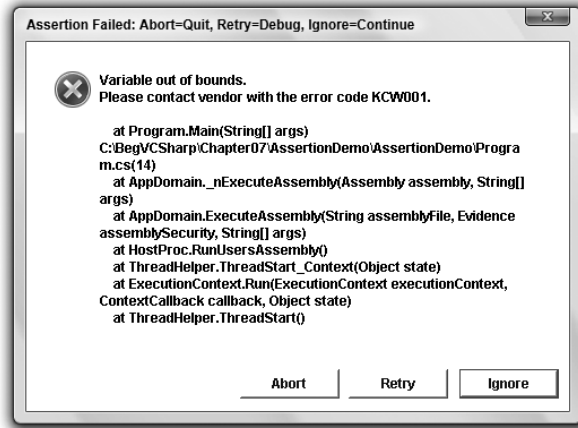 Assertion Failed: Abort=Quit, Retry=Debug, Ignore=Continue
Variable out of bounds.
Please contact vendor with the error code KCW001.
at Program.Main(String[] args)
C:\BegVCSharp\Chapter07\AssertionDemo\AssertionDemo\Progra
m.cs(14)
at AppDomain._nExecuteAssembly(Assembly assembly, String[]
args)
at AppDomain.ExecuteAssembly(String assemblyFile, Evidence
assemblySecurity, String[] args)
at HostProc.RunUsersAssembly()
at ThreadHelper.ThreadStart_Context(Object state)
at ExecutionContext.Run(ExecutionContext executionContext,
ContextCallback callback, Object state)
at ThreadHelper.ThreadStart()
Abort Retry Ignore